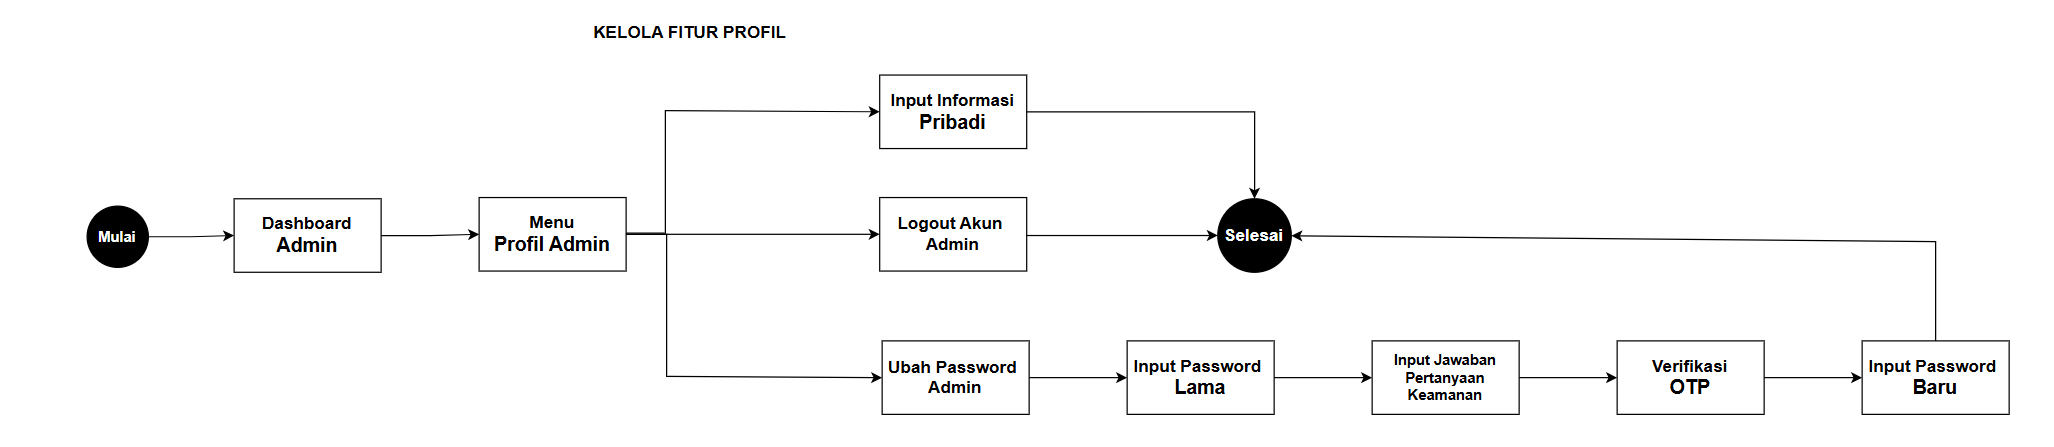 KELOLA FITUR PROFIL
Input Informasi
Pribadi
Mulai
Dashboard
Admin
Menu
Profil Admin
Logout Akun
Admin
Selesai
Ubah Password
Admin
Input Password
Lama
Input Jawaban
Pertanyaan
Keamanan
Verifikasi
OTP
Input Password
Baru